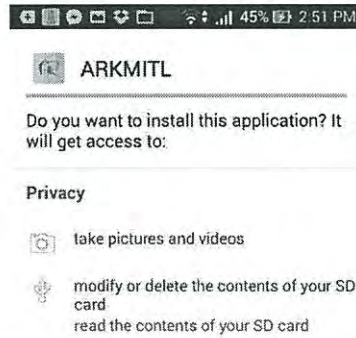 45% 2:51 PM
ARKMITL
Do you want to install this application? It
will get access to:
Privacy
take pictures and videos
modify or delete the contents of your SD
card
read the contents of your SD card